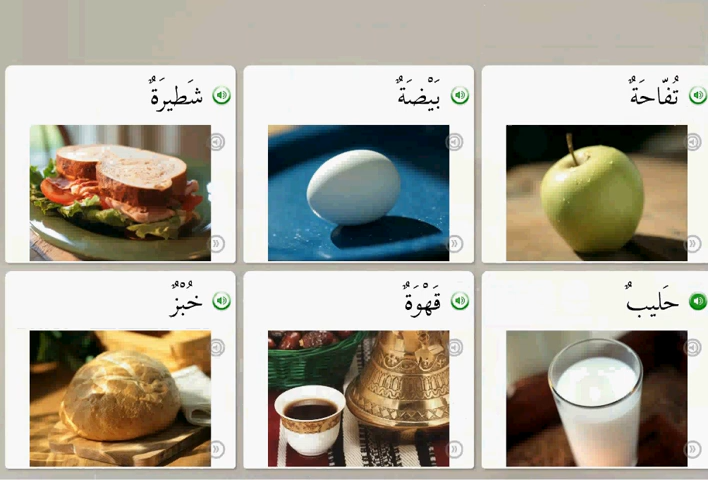 تُفّاحَةٌ
بَيْضَةٌ
شَطيرَةٌ
حَليبٌ
قَهْوَةٌ
خُبْزٌ